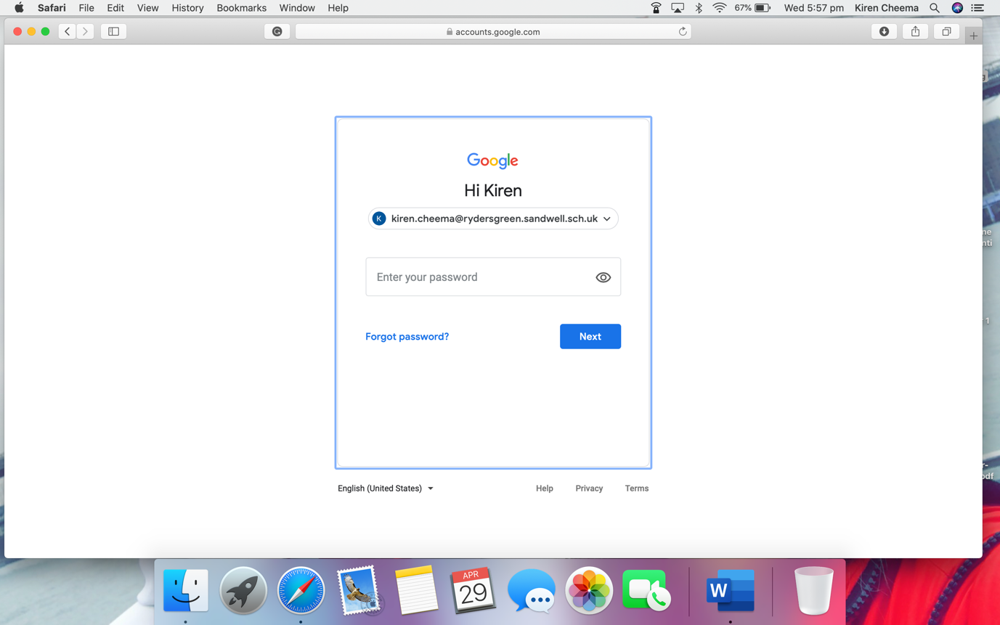 Safari File Edit View History Bookmarks Window Help 67% Wed 5:57 pm Kiren Cheema
accounts.google.com
Google
Hi Kiren
K kiren.cheema@rydersgreen.sandwell.sch.uk
Enter your password
Forgot password? Next
English (United States) Help Privacy Terms
APR
29
W